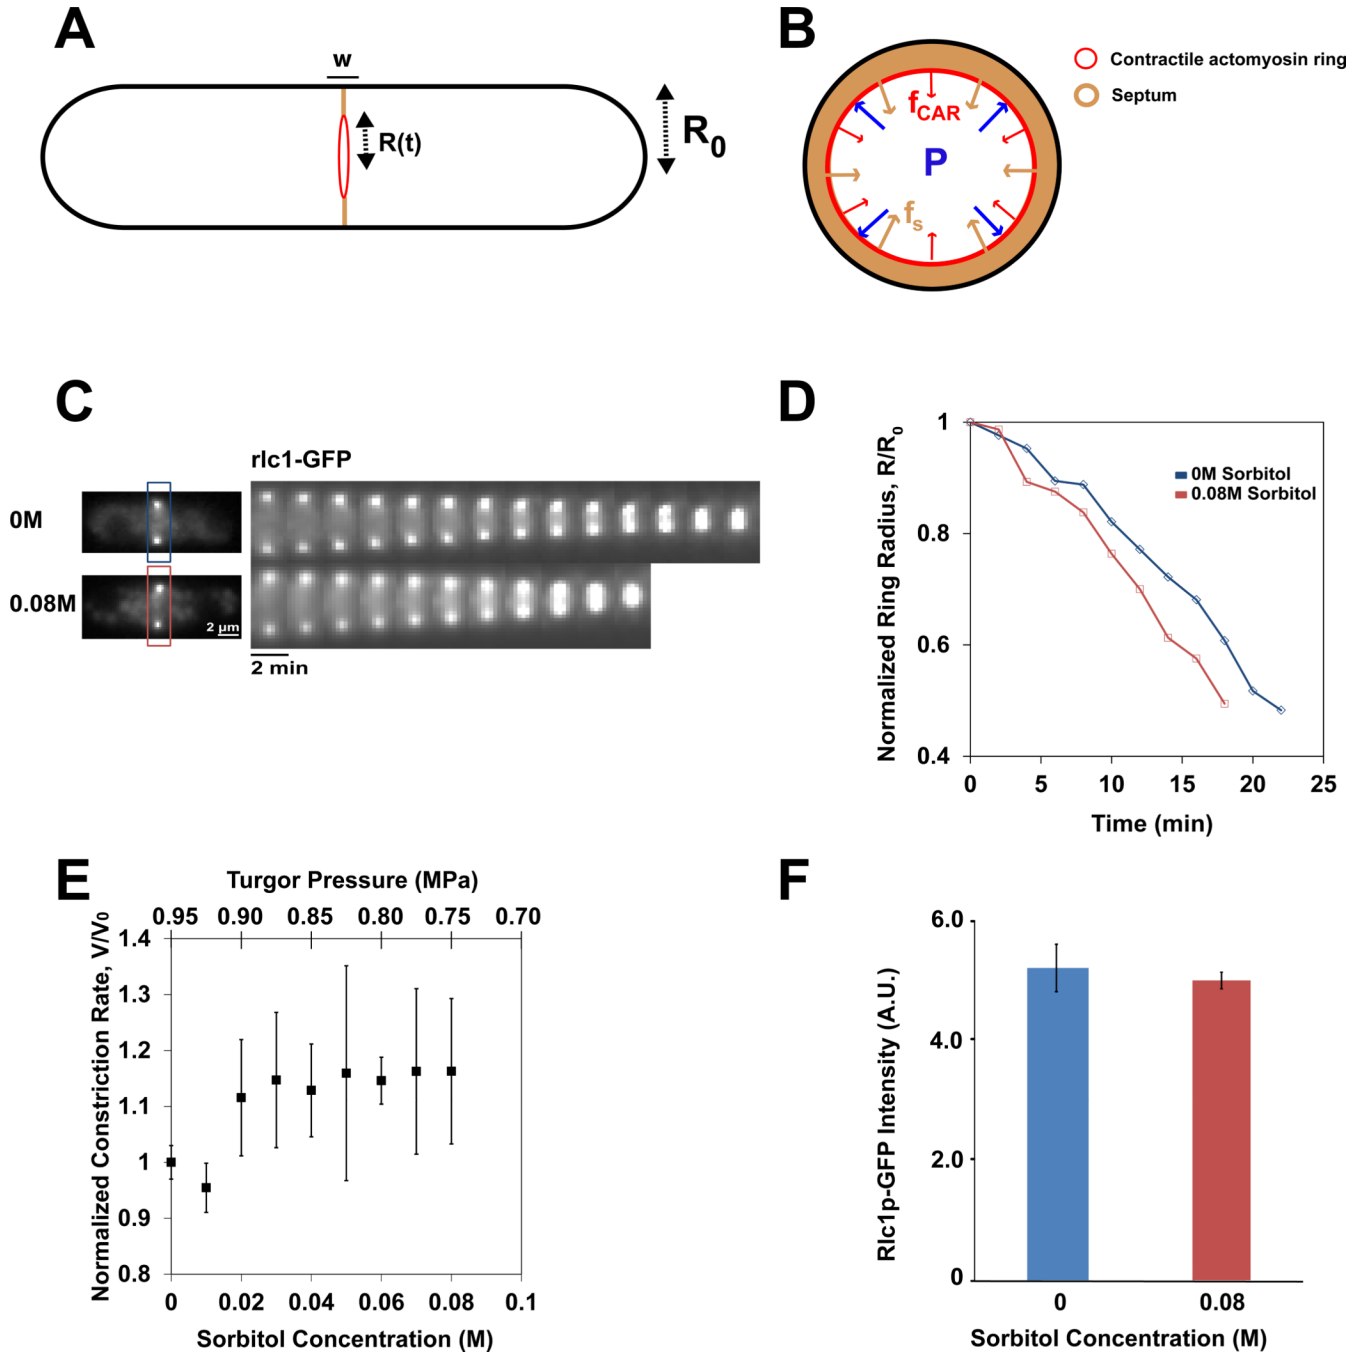 A
w
R(t)
R0
B
fCAR
P
fs
Contractile actomyosin ring
Septum
C
rlc1-GFP
0M
0.08M
2 µm
2 min
D
Normalized Ring Radius, R/R0
1
0.8
0.6
0.4
0M Sorbitol
0.08M Sorbitol
0 5 10 15 20 25
Time (min)
E
Turgor Pressure (MPa)
0.95 0.90 0.85 0.80 0.75 0.70
Normalized Constriction Rate, V/V0
1.4
1.3
1.2
1.1
1
0.9
0.8
0 0.02 0.04 0.06 0.08 0.1
Sorbitol Concentration (M)
F
Rlc1p-GFP Intensity (A.U.)
6.0
4.0
2.0
0
0 0.08
Sorbitol Concentration (M)